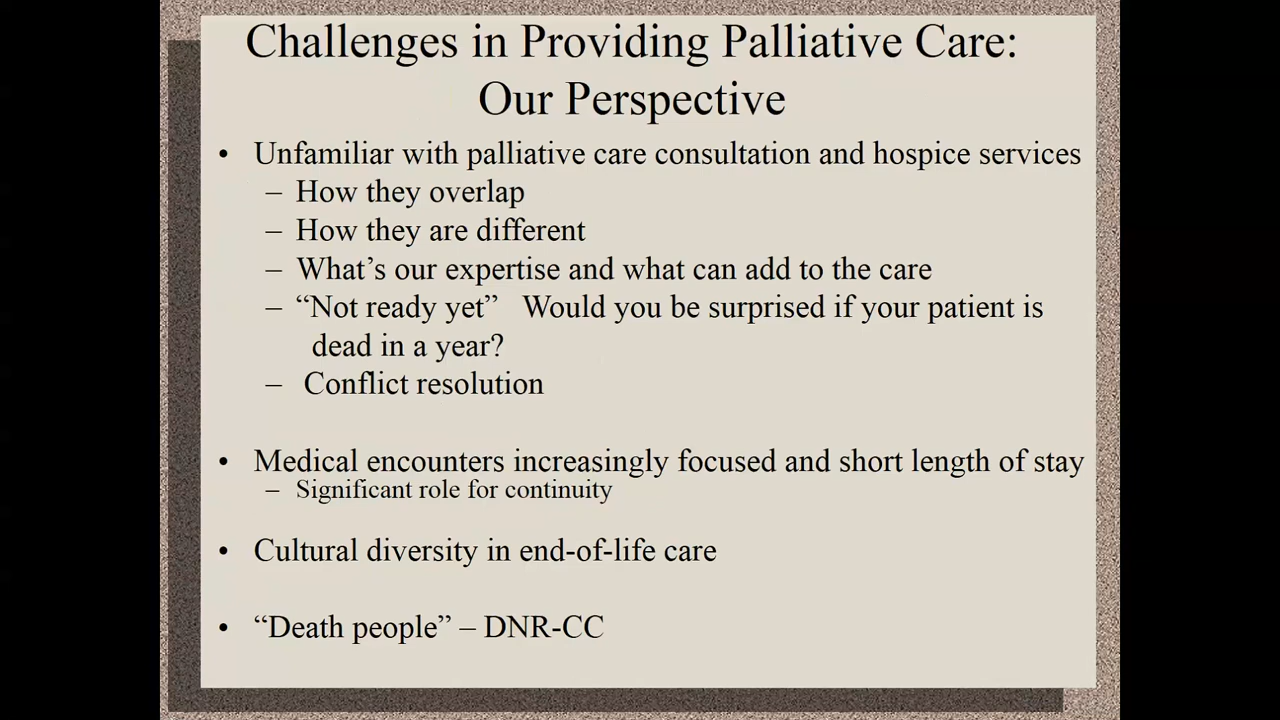 Challenges in Providing Palliative Care:
Our Perspective
• Unfamiliar with palliative care consultation and hospice services
– How they overlap
– How they are different
– What’s our expertise and what can add to the care
– “Not ready yet” Would you be surprised if your patient is
dead in a year?
– Conflict resolution
• Medical encounters increasingly focused and short length of stay
– Significant role for continuity
• Cultural diversity in end-of-life care
• “Death people” – DNR-CC